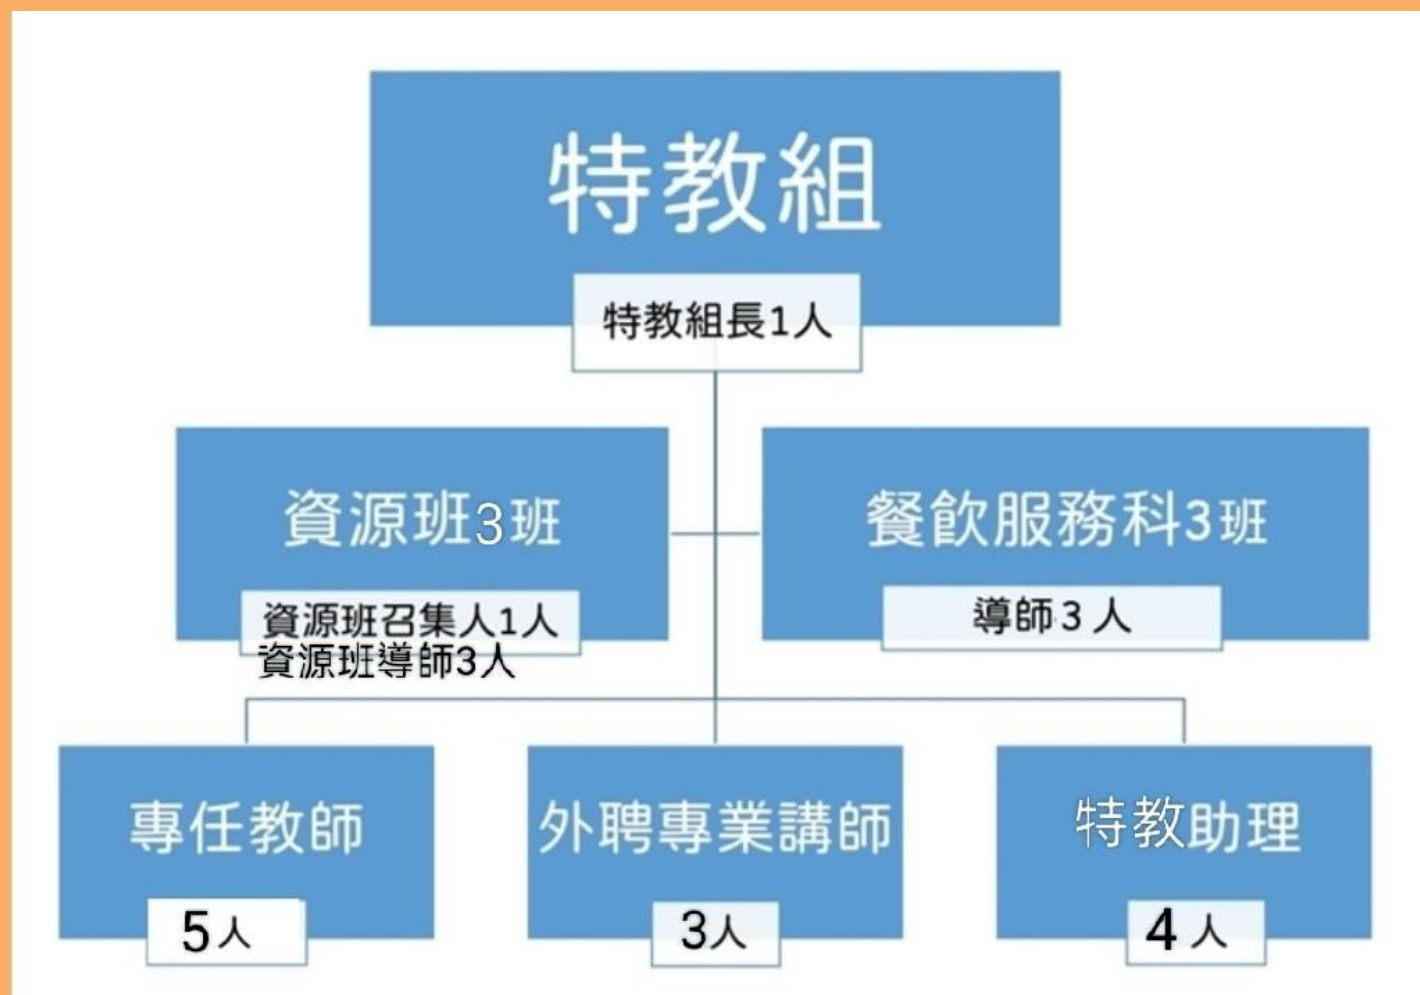 特教組
特教組長1人
資源班3班
資源班召集人1人
資源班導師3人
餐飲服務科3班
導師3人
專任教師
5人
外聘專業講師
3人
特教助理
4人